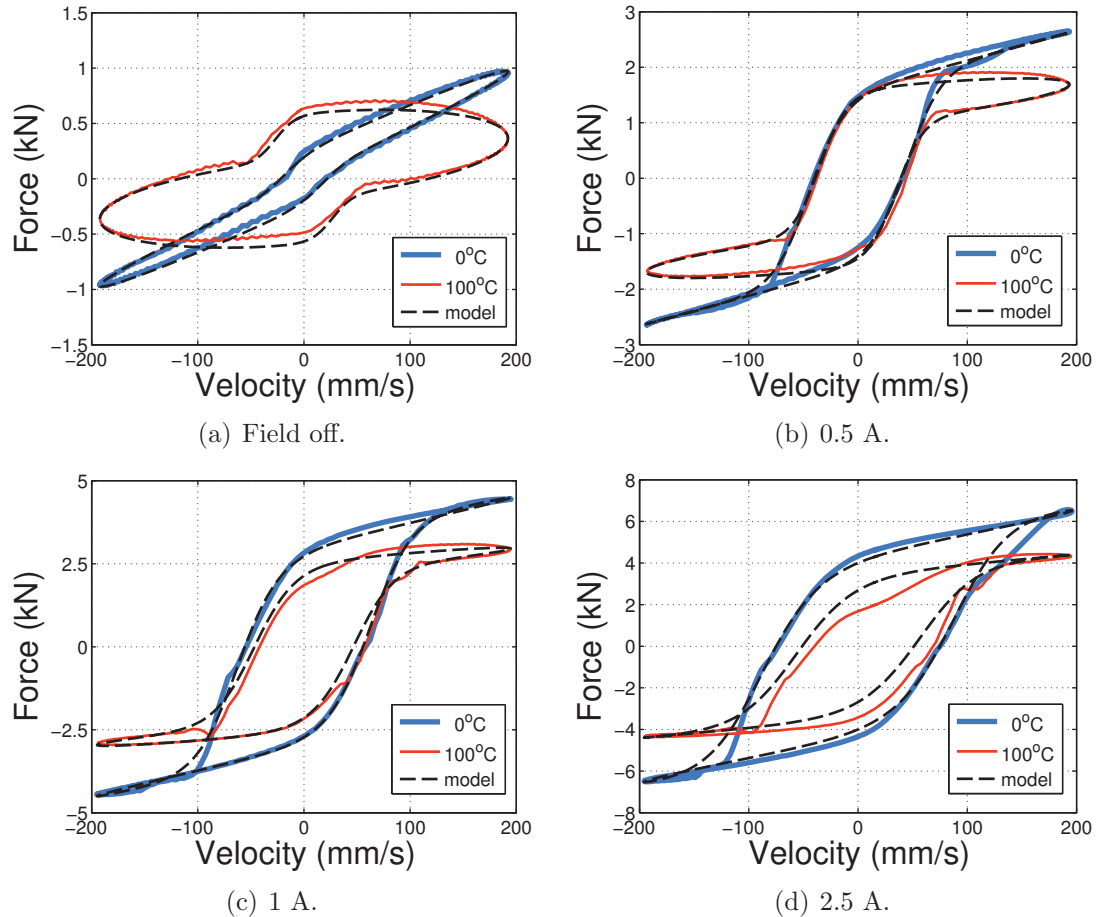 1.5
1
0.5
0
−0.5
−1
−1.5
−200 −100 0 100 200
Force (kN)
Velocity (mm/s)
0°C
100°C
model
(a) Field off.
3
2
1
0
−1
−2
−3
−200 −100 0 100 200
Force (kN)
Velocity (mm/s)
0°C
100°C
model
(b) 0.5 A.
5
2.5
0
−2.5
−5
−200 −100 0 100 200
Force (kN)
Velocity (mm/s)
0°C
100°C
model
(c) 1 A.
8
6
4
2
0
−2
−4
−6
−8
−200 −100 0 100 200
Force (kN)
Velocity (mm/s)
0°C
100°C
model
(d) 2.5 A.